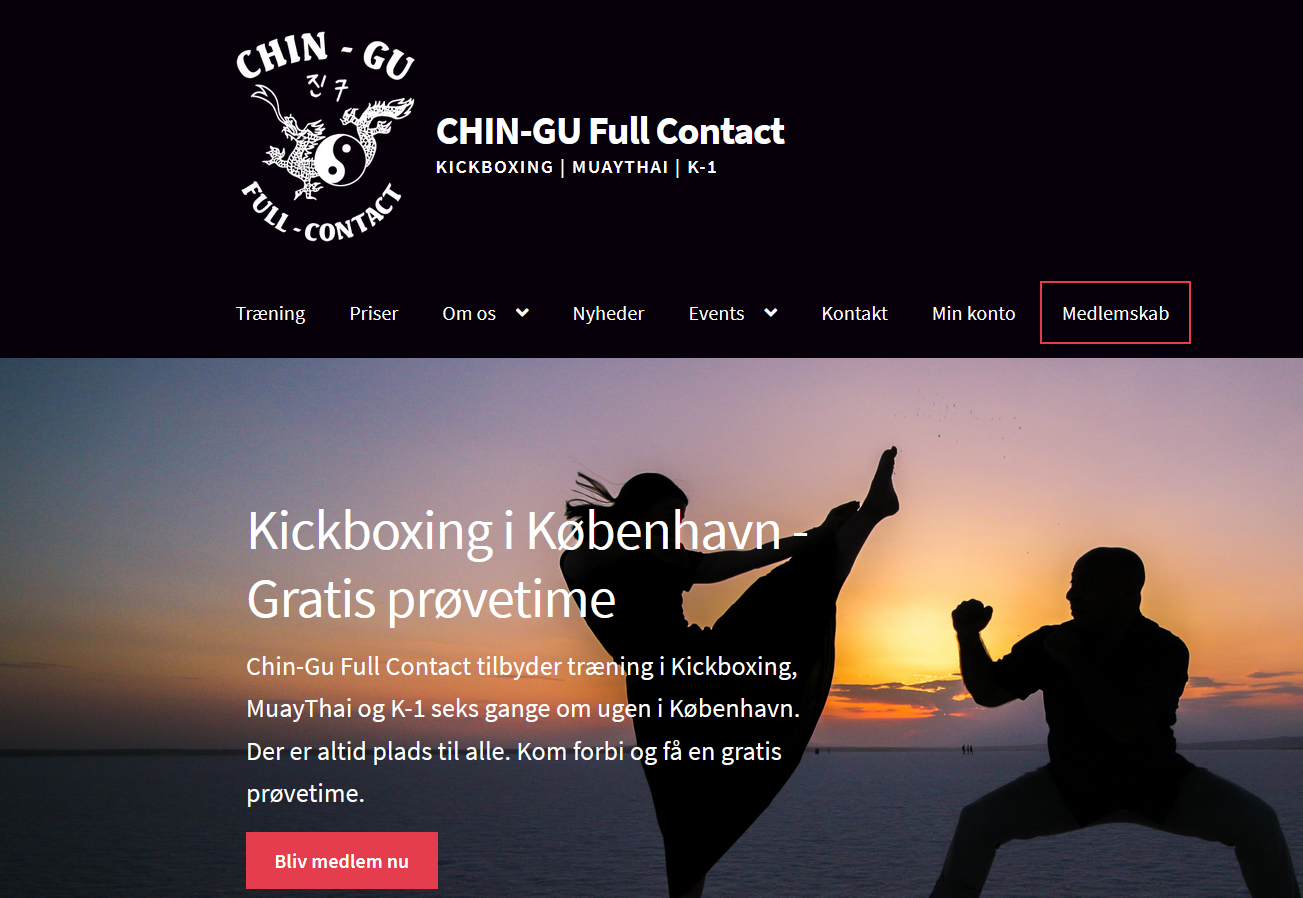 CHIN - GU
진구
FULL - CONTACT
CHIN-GU Full Contact
KICKBOXING | MUAYTHAI | K-1
Træning Priser Om os Nyheder Events Kontakt Min konto Medlemskab
Kickboxing i København -
Gratis prøvetime
Chin-Gu Full Contact tilbyder træning i Kickboxing,
MuayThai og K-1 seks gange om ugen i København.
Der er altid plads til alle. Kom forbi og få en gratis
prøvetime.
Bliv medlem nu